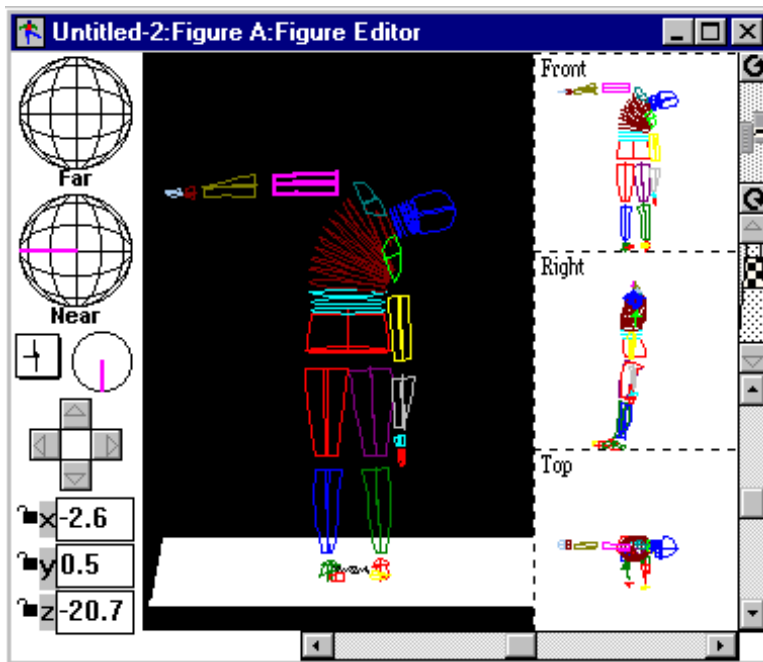 Untitled-2:Figure A:Figure Editor
Far
Near
x -2.6
y 0.5
z -20.7
Front
Right
Top